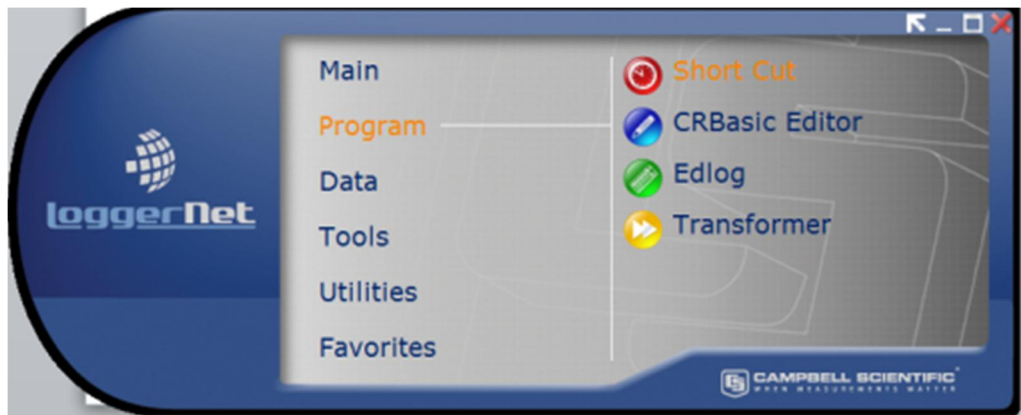 Main
Program
Data
Tools
Utilities
Favorites
Short Cut
CRBasic Editor
Edlog
Transformer
loggerNet
CAMPBELL SCIENTIFIC
WHEN MEASUREMENTS MATTER